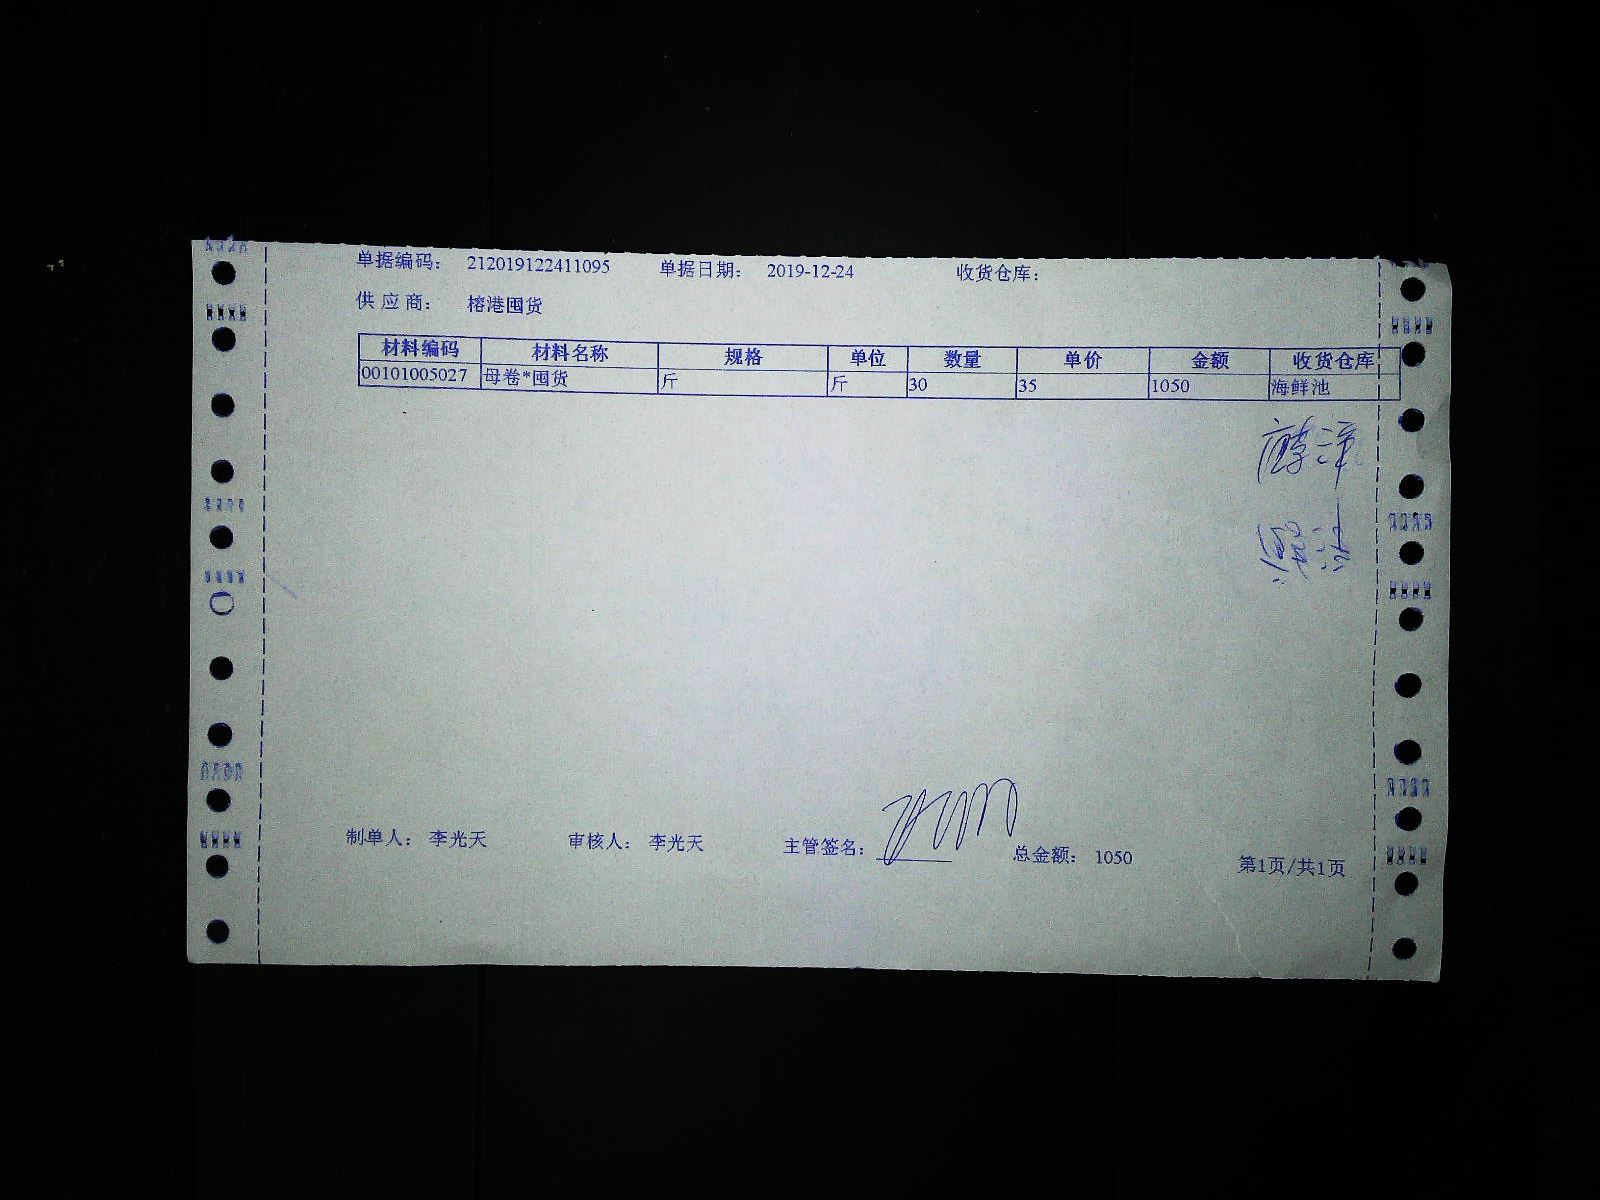 单据编码： 212019122411095 单据日期： 2019-12-24 收货仓库：
供应商： 榕港囤货
材料编码 材料名称 规格 单位 数量 单价 金额 收货仓库
00101005027 母卷*囤货 斤 斤 30 35 1050 海鲜池
制单人： 李光天 审核人： 李光天 主管签名： 总金额： 1050
第1页/共1页